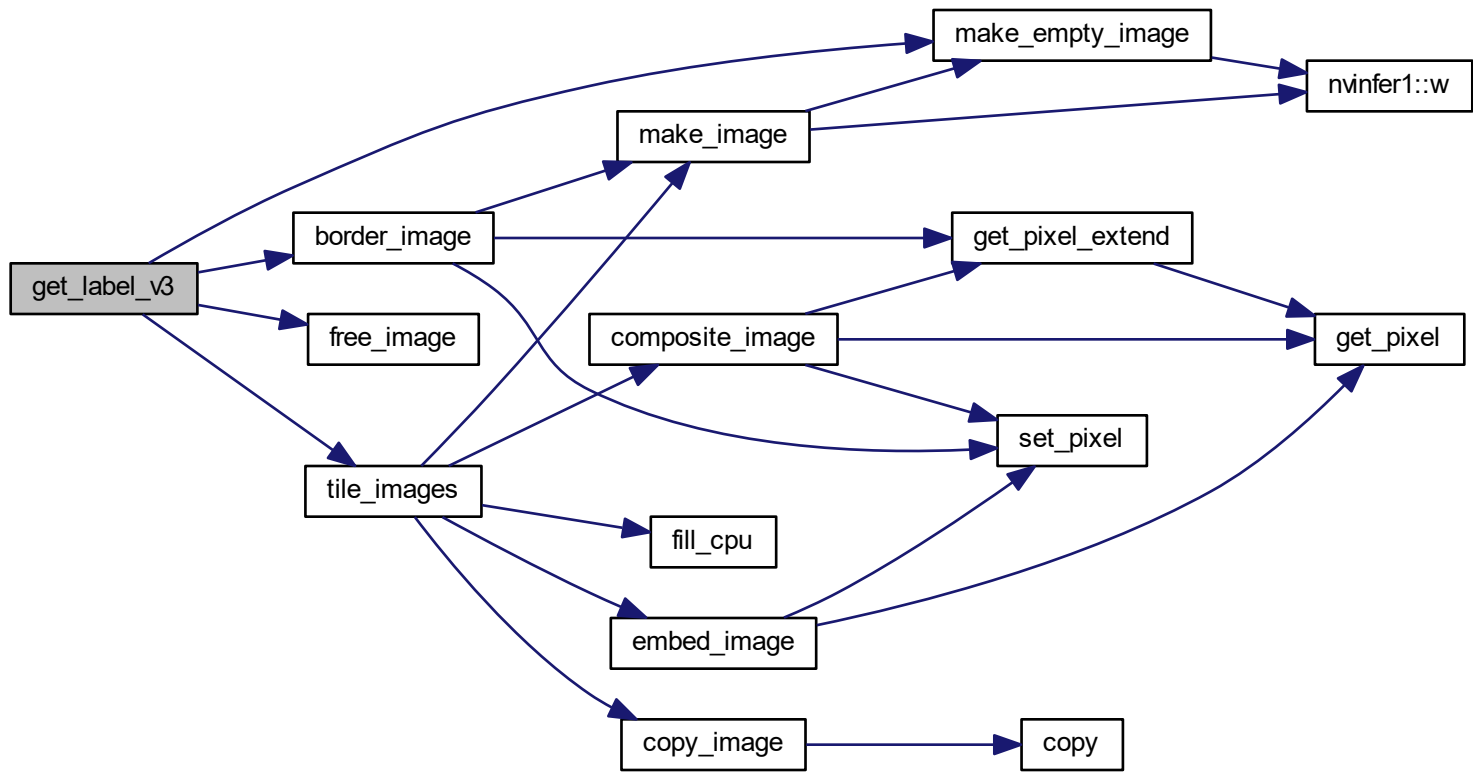 make_empty_image
nvinfer1::w
make_image
border_image
get_pixel_extend
get_label_v3
free_image
composite_image
get_pixel
set_pixel
tile_images
fill_cpu
embed_image
copy_image
copy